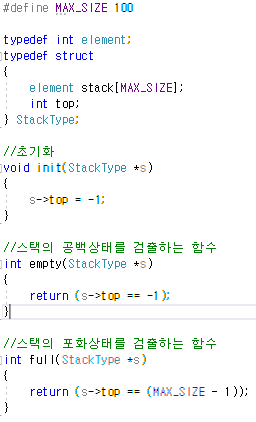 #define MAX_SIZE 100
typedef int element;
typedef struct
{
element stack[MAX_SIZE];
int top;
} StackType;
//초기화
void init(StackType *s)
{
s->top = -1;
}
//스택의 공백상태를 검출하는 함수
int empty(StackType *s)
{
return (s->top == -1);
}
//스택의 포화상태를 검출하는 함수
int full(StackType *s)
{
return (s->top == (MAX_SIZE - 1));
}